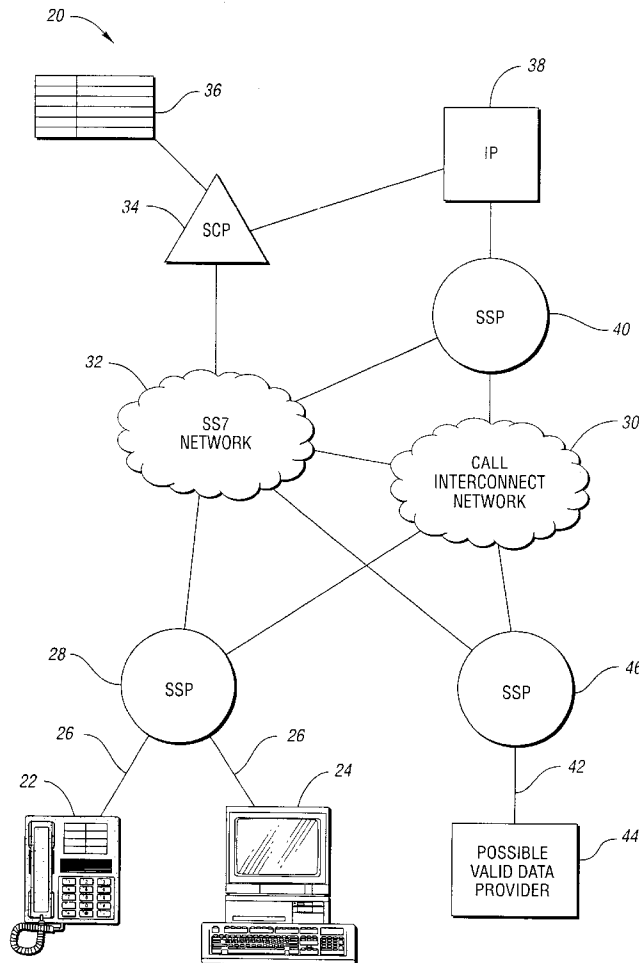 20
36
38
IP
34
SCP
SSP
40
32
SS7
NETWORK
30
CALL
INTERCONNECT
NETWORK
28
SSP
SSP
46
26
26
42
22
24
POSSIBLE
VALID DATA
PROVIDER
44